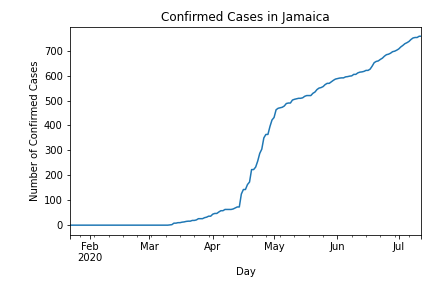 Confirmed Cases in Jamaica
Number of Confirmed Cases
700
600
500
400
300
200
100
0
Feb Mar Apr May Jun Jul
2020
Day